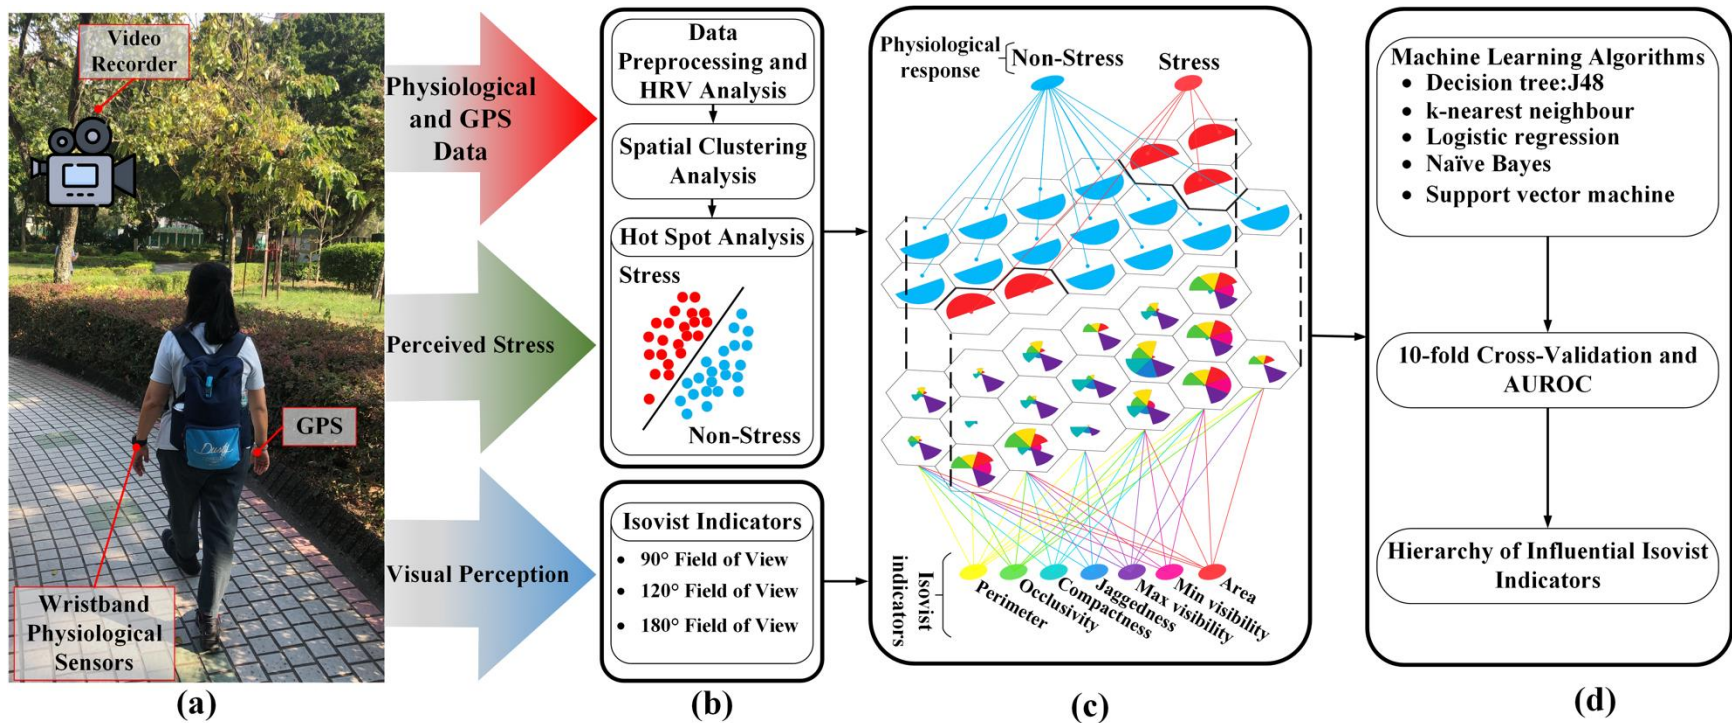 Video
Recorder
GPS
Wristband
Physiological
Sensors
(a)
Physiological
and GPS
Data
Perceived Stress
Visual Perception
Data
Preprocessing and
HRV Analysis
Spatial Clustering
Analysis
Hot Spot Analysis
Stress
Non-Stress
Isovist Indicators
• 90° Field of View
• 120° Field of View
• 180° Field of View
(b)
Physiological
response
Non-Stress
Stress
Isovist
indicators
Perimeter
Occlusivity
Compactness
Jaggedness
Max visibility
Min visibility
Area
(c)
Machine Learning Algorithms
• Decision tree:J48
• k-nearest neighbour
• Logistic regression
• Naïve Bayes
• Support vector machine
10-fold Cross-Validation and
AUROC
Hierarchy of Influential Isovist
Indicators
(d)